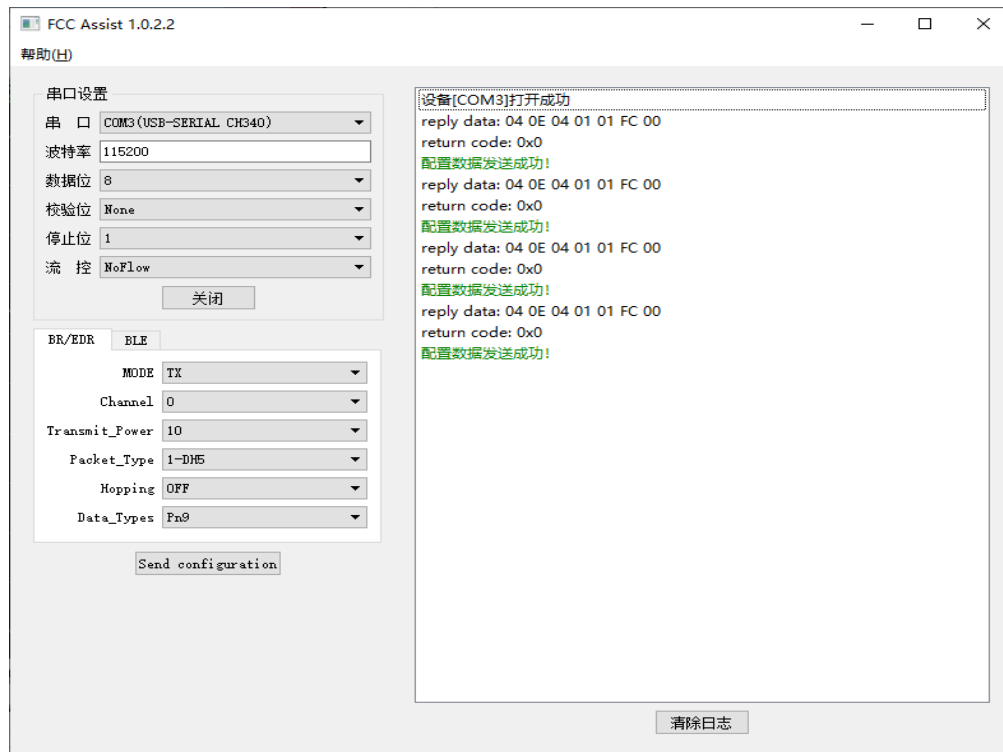 FCC Assist 1.0.2.2
帮助(H)
串口设置
串 口 COM3(USB-SERIAL CH340)
波特率 115200
数据位 8
校验位 None
停止位 1
流 控 NoFlow
关闭
BR/EDR BLE
MODE TX
Channel 0
Transmit_Power 10
Packet_Type 1-DH5
Hopping OFF
Data_Types Pn9
Send configuration
设备[COM3]打开成功
reply data: 04 0E 04 01 01 FC 00
return code: 0x0
配置数据发送成功!
reply data: 04 0E 04 01 01 FC 00
return code: 0x0
配置数据发送成功!
reply data: 04 0E 04 01 01 FC 00
return code: 0x0
配置数据发送成功!
reply data: 04 0E 04 01 01 FC 00
return code: 0x0
配置数据发送成功!
清除日志